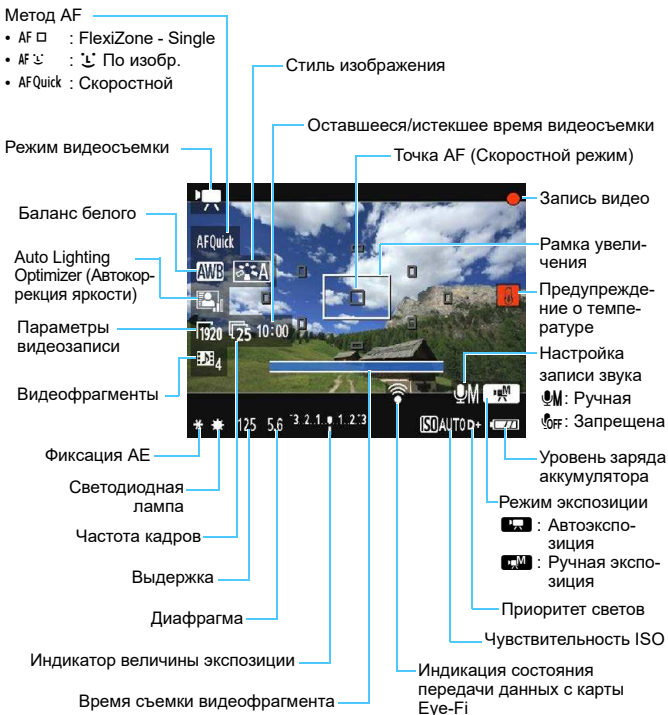 Метод AF
• AF □ : FlexiZone - Single
• AF : По изобр.
• AFQuick : Скоростной
Стиль изображения
Оставшееся/истекшее время видеосъемки
Режим видеосъемки
Точка AF (Скоростной режим)
Запись видео
Баланс белого
Рамка увели-
чения
Auto Lighting
Optimizer (Автокор-
рекция яркости)
Предупрежде-
ние о темпе-
ратуре
Параметры
видеозаписи
Настройка
записи звука
M: Ручная
OFF: Запрещена
Видеофрагменты
AFQuick
AWB A
1920 25 10:00
4
M M
125 5.6 -3..2..1..0..1..2.:3 ISO AUTO D+
Фиксация AE
Уровень заряда
аккумулятора
Светодиодная
лампа
Режим экспозиции
: Автоэкспо-
зиция
M : Ручная экспо-
зиция
Частота кадров
Выдержка
Приоритет светов
Диафрагма
Чувствительность ISO
Индикатор величины экспозиции
Индикация состояния
передачи данных с карты
Eye-Fi
Время съемки видеофрагмента